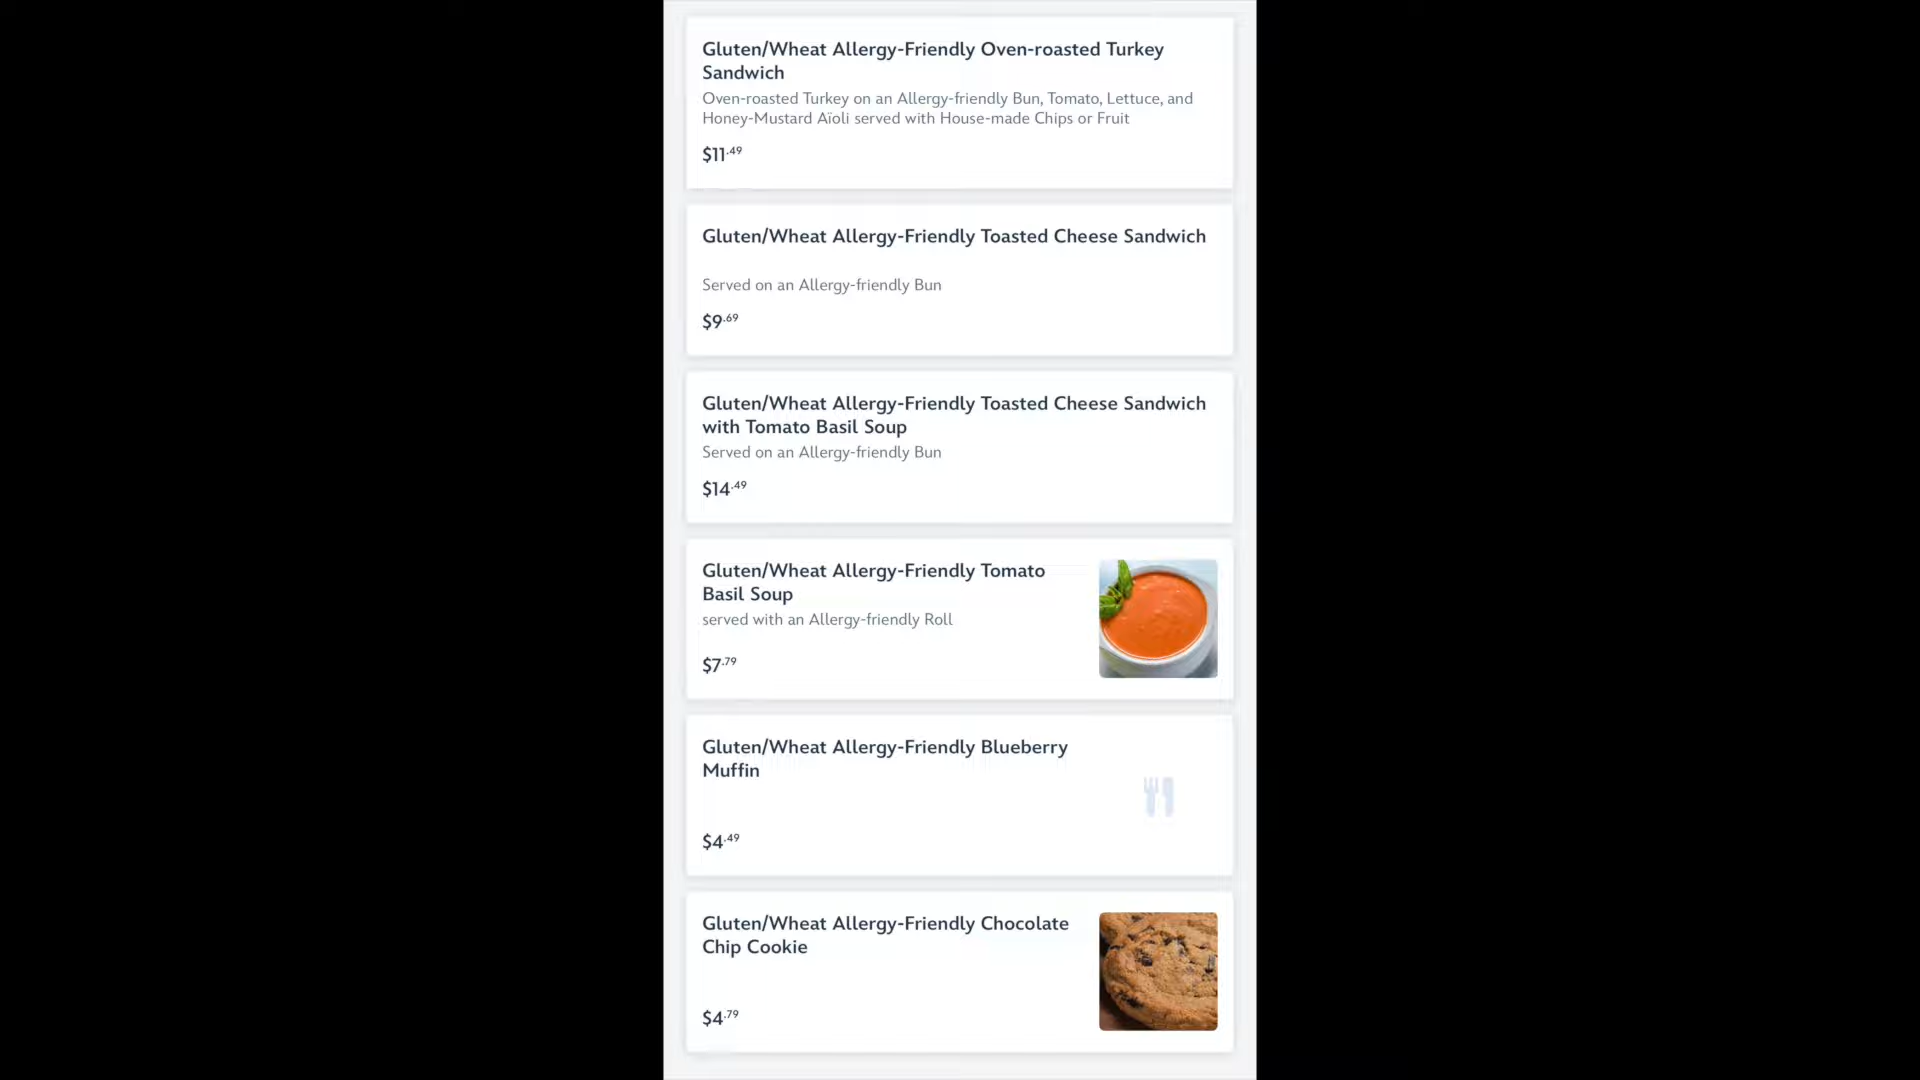 Gluten/Wheat Allergy-Friendly Oven-roasted Turkey
Sandwich
Oven-roasted Turkey on an Allergy-friendly Bun, Tomato, Lettuce, and
Honey-Mustard Aïoli served with House-made Chips or Fruit
$11.49
Gluten/Wheat Allergy-Friendly Toasted Cheese Sandwich
Served on an Allergy-friendly Bun
$9.69
Gluten/Wheat Allergy-Friendly Toasted Cheese Sandwich
with Tomato Basil Soup
Served on an Allergy-friendly Bun
$14.49
Gluten/Wheat Allergy-Friendly Tomato
Basil Soup
served with an Allergy-friendly Roll
$7.79
Gluten/Wheat Allergy-Friendly Blueberry
Muffin
$4.49
Gluten/Wheat Allergy-Friendly Chocolate
Chip Cookie
$4.79